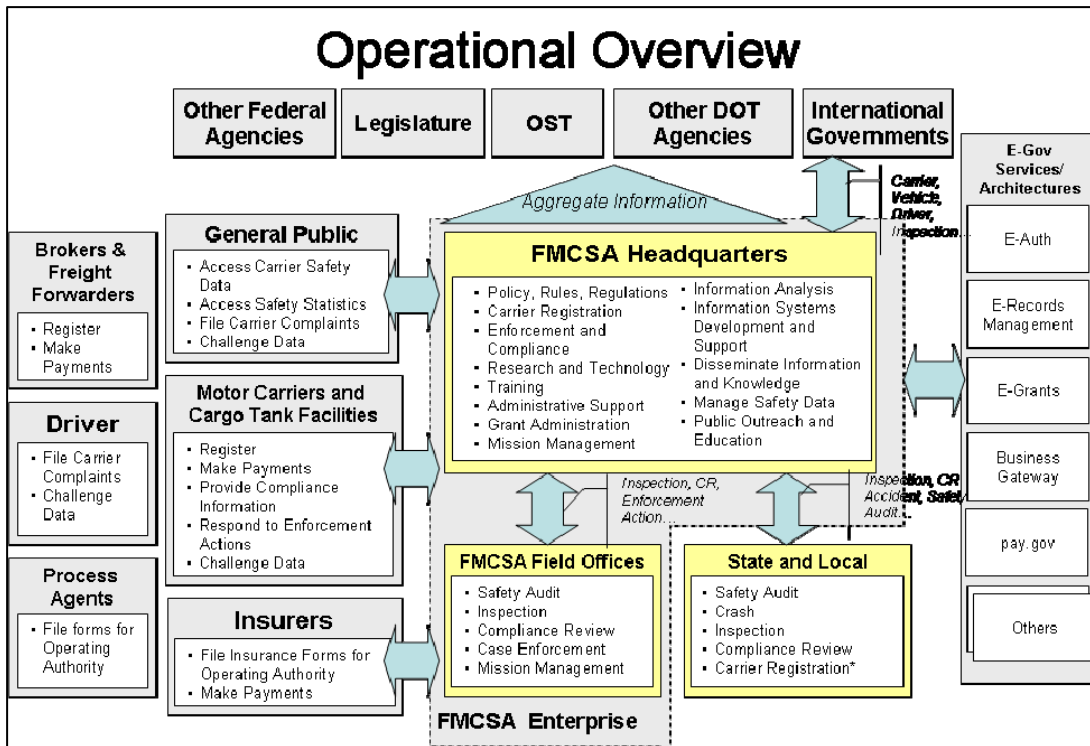 Operational Overview
Other Federal
Agencies
Legislature
OST
Other DOT
Agencies
International
Governments
Aggregate Information
Carrier,
Vehicle,
Driver,
Inspection...
E-Gov
Services/
Architectures
E-Auth
E-Records
Management
E-Grants
Business
Gateway
pay.gov
Others
Brokers &
Freight
Forwarders
▪ Register
▪ Make
Payments
Driver
▪ File Carrier
Complaints
▪ Challenge
Data
Process
Agents
▪ File forms for
Operating
Authority
General Public
▪ Access Carrier Safety
Data
▪ Access Safety Statistics
▪ File Carrier Complaints
▪ Challenge Data
Motor Carriers and
Cargo Tank Facilities
▪ Register
▪ Make Payments
▪ Provide Compliance
Information
▪ Respond to Enforcement
Actions
▪ Challenge Data
Insurers
▪ File Insurance Forms for
Operating Authority
▪ Make Payments
FMCSA Headquarters
▪ Policy, Rules, Regulations
▪ Carrier Registration
▪ Enforcement and
Compliance
▪ Research and Technology
▪ Training
▪ Administrative Support
▪ Grant Administration
▪ Mission Management
▪ Information Analysis
▪ Information Systems
Development and
Support
▪ Disseminate Information
and Knowledge
▪ Manage Safety Data
▪ Public Outreach and
Education
Inspection, CR,
Enforcement
Action...
Inspection, CR
Accident, Safety
Audit...
FMCSA Field Offices
▪ Safety Audit
▪ Inspection
▪ Compliance Review
▪ Case Enforcement
▪ Mission Management
State and Local
▪ Safety Audit
▪ Crash
▪ Inspection
▪ Compliance Review
▪ Carrier Registration*
FMCSA Enterprise